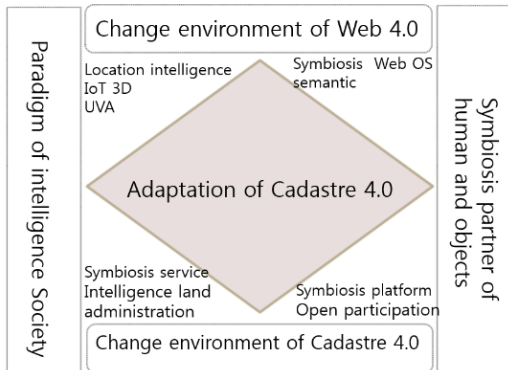 Change environment of Web 4.0
Paradigm of intelligence Society
Location intelligence
IoT 3D
UVA
Symbiosis Web OS
semantic
Adaptation of Cadastre 4.0
Symbiosis partner of
human and objects
Symbiosis service
Intelligence land
administration
Symbiosis platform
Open participation
Change environment of Cadastre 4.0